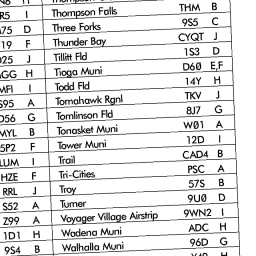 R5 I Thompson Falls THM B
75 D Three Forks 9S5 C
19 F Thunder Bay CYQT J
D25 J Tillitt Fld 1S3 D
GG H Tioga Muni D60 E,F
MFI I Todd Fld 14Y H
S95 A Tomahawk Rgnl TKV J
D56 G Tomlinson Fld 8J7 G
MYL B Tonasket Muni W01 A
5P2 F Tower Muni 12D I
LUM I Trail CAD4 B
HZE F Tri-Cities PSC A
RRL J Troy 57S B
S52 A Turner 9U0 D
Z99 A Voyager Village Airstrip 9WN2 I
1D1 H Wadena Muni ADC H
9S4 B Walhalla Muni 96D G